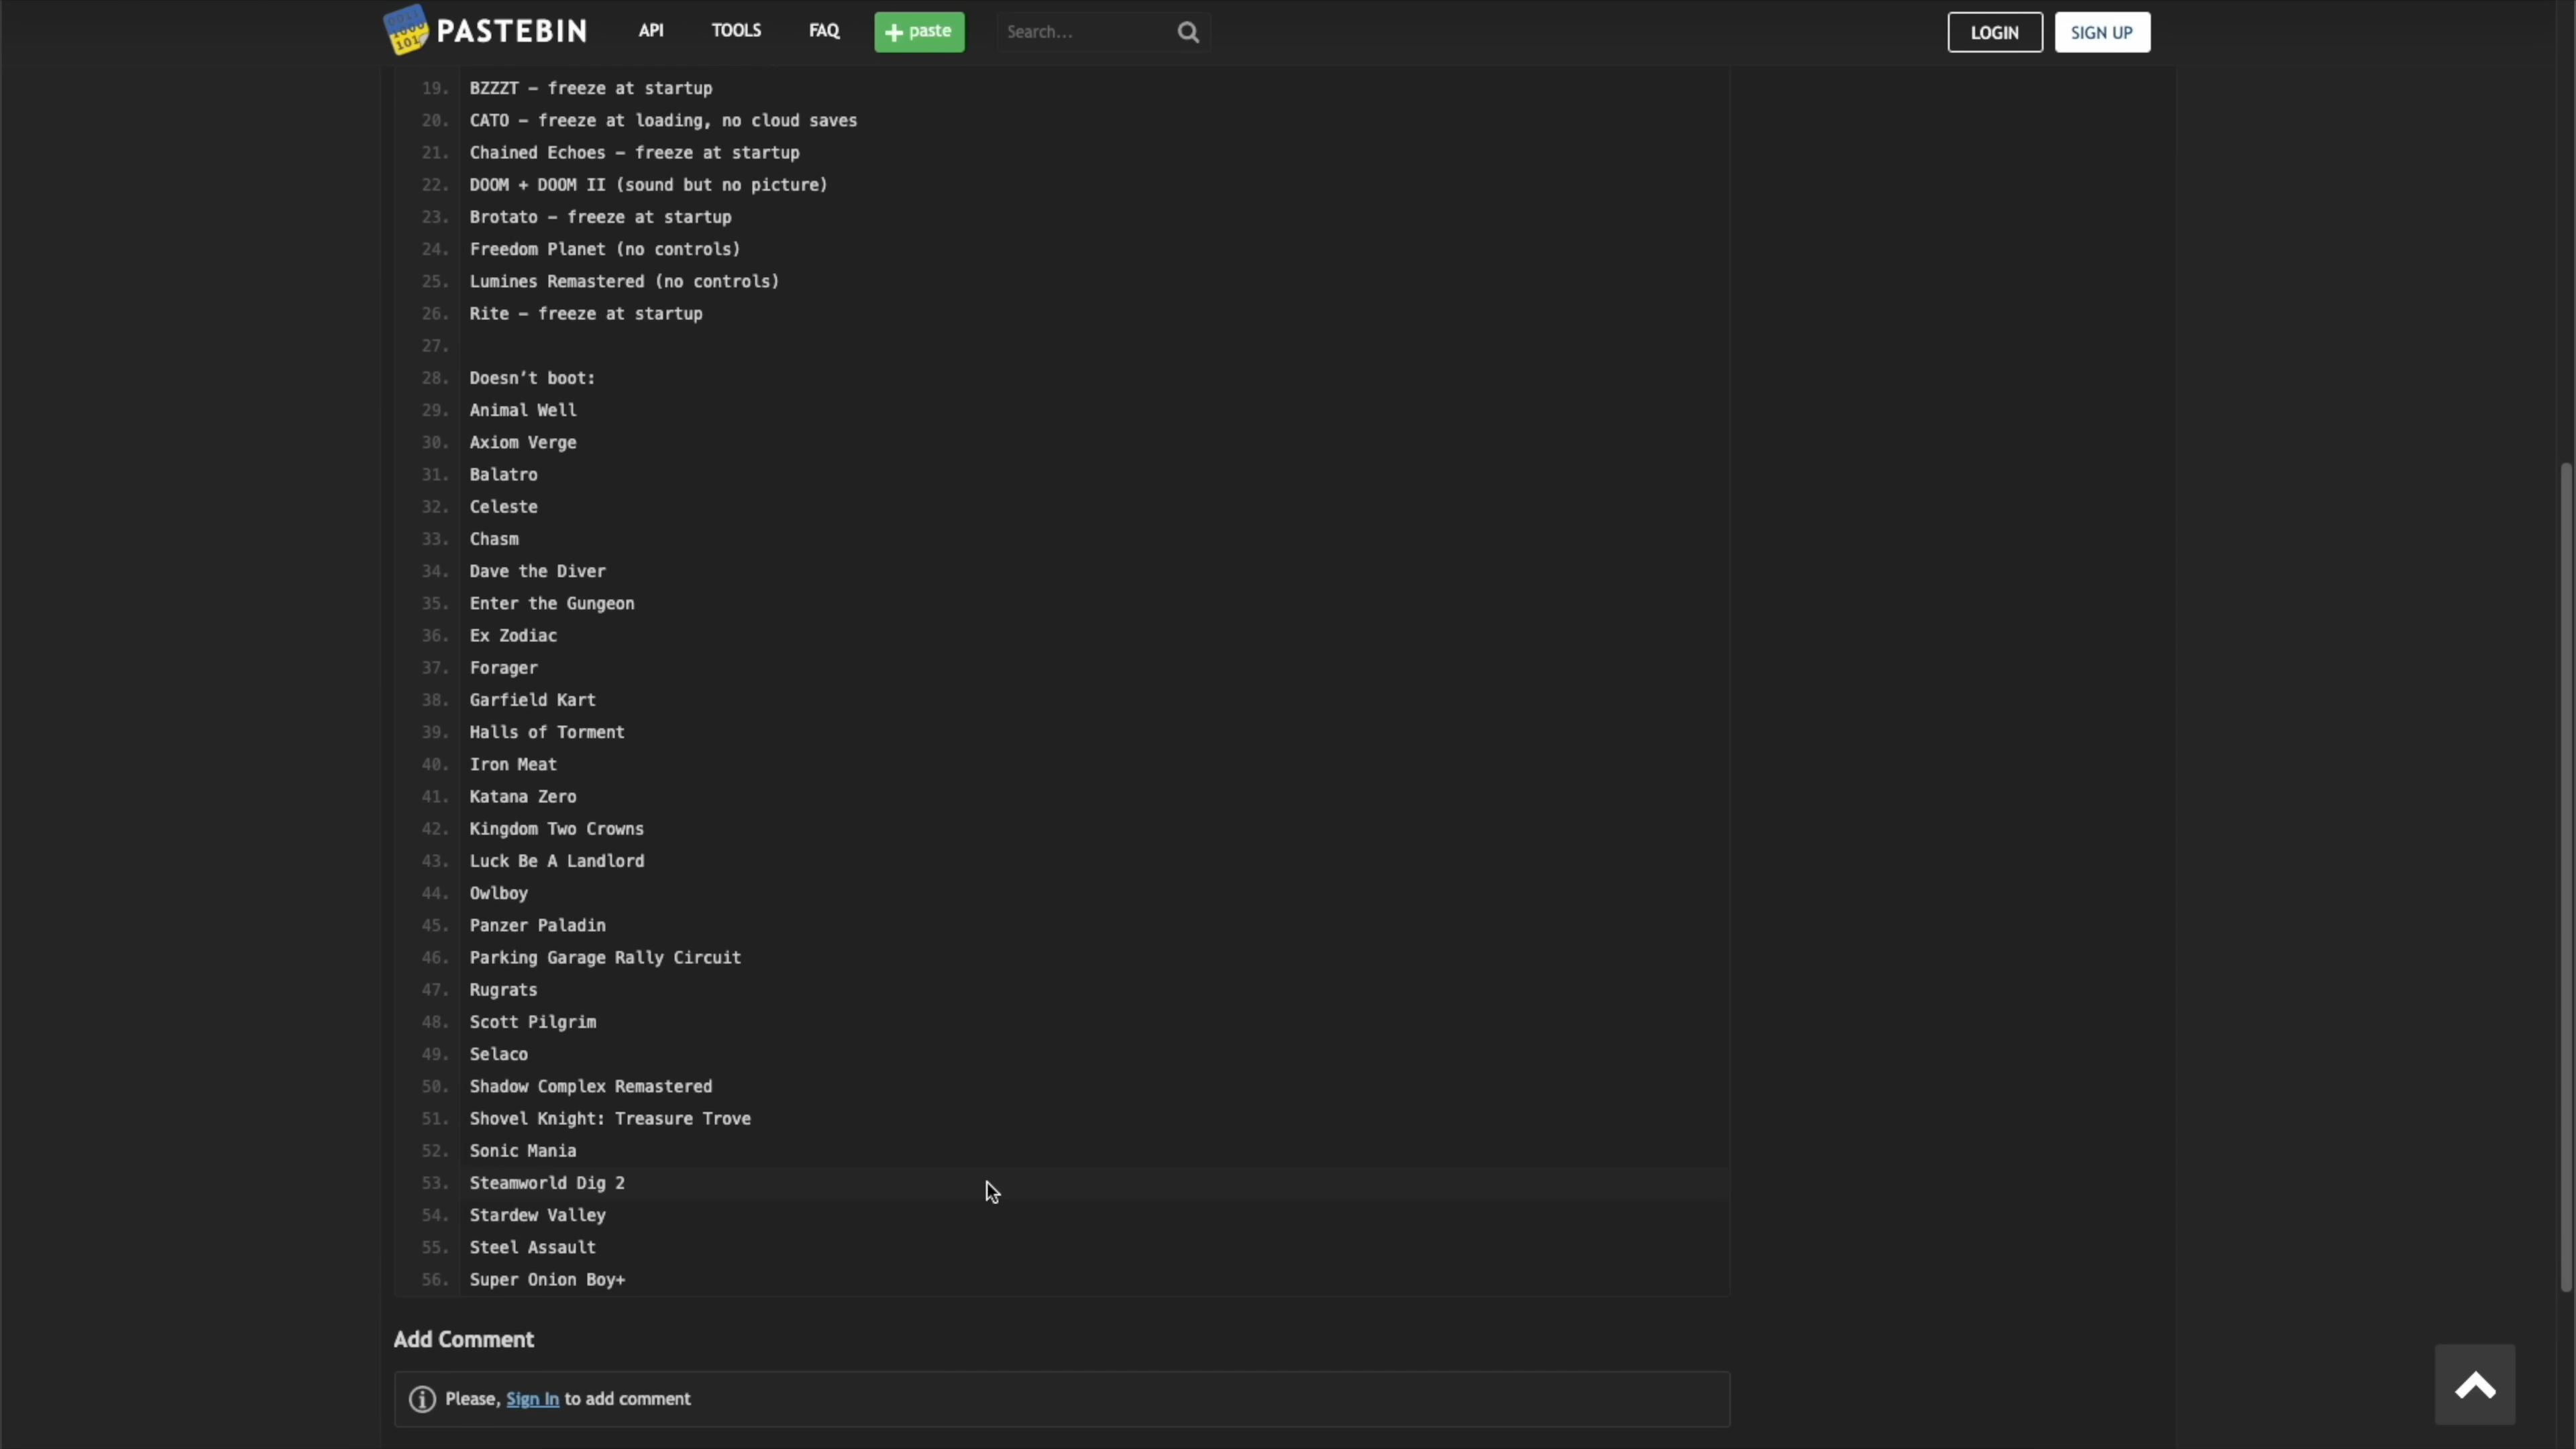 PASTEBIN API TOOLS FAQ paste Search... LOGIN SIGN UP
19. BZZZT – freeze at startup
20. CATO – freeze at loading, no cloud saves
21. Chained Echoes – freeze at startup
22. DOOM + DOOM II (sound but no picture)
23. Brotato – freeze at startup
24. Freedom Planet (no controls)
25. Lumines Remastered (no controls)
26. Rite – freeze at startup
27.
28. Doesn’t boot:
29. Animal Well
30. Axiom Verge
31. Balatro
32. Celeste
33. Chasm
34. Dave the Diver
35. Enter the Gungeon
36. Ex Zodiac
37. Forager
38. Garfield Kart
39. Halls of Torment
40. Iron Meat
41. Katana Zero
42. Kingdom Two Crowns
43. Luck Be A Landlord
44. Owlboy
45. Panzer Paladin
46. Parking Garage Rally Circuit
47. Rugrats
48. Scott Pilgrim
49. Selaco
50. Shadow Complex Remastered
51. Shovel Knight: Treasure Trove
52. Sonic Mania
53. Steamworld Dig 2
54. Stardew Valley
55. Steel Assault
56. Super Onion Boy+
Add Comment
Please, Sign In to add comment